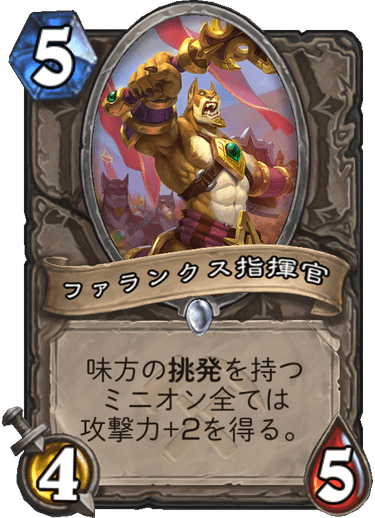 5
ファランクス指揮官
味方の挑発を持つ
ミニオン全ては
攻撃力+2を得る。
4
5